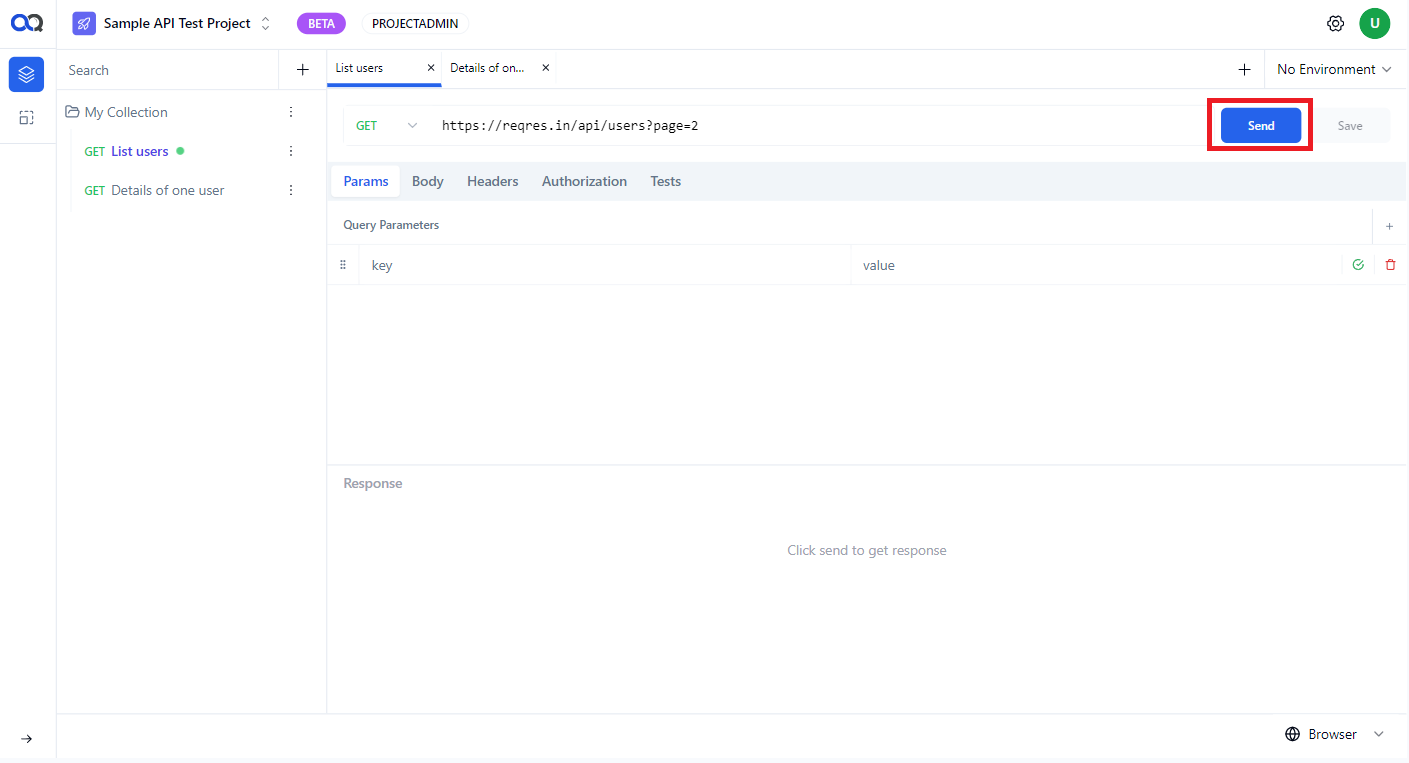 Sample API Test Project BETA PROJECTADMIN U
Search
List users
Details of on...
No Environment
My Collection
GET List users
GET Details of one user
GET https://reqres.in/api/users?page=2 Send Save
Params Body Headers Authorization Tests
Query Parameters
key value
Response
Click send to get response
Browser